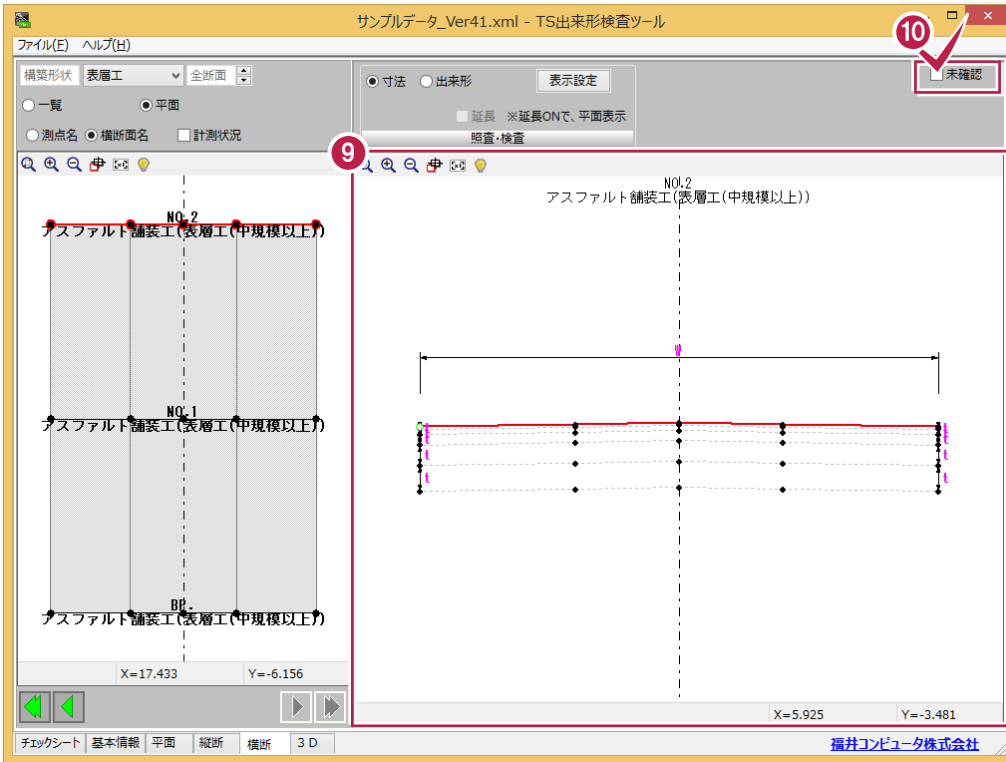 サンプルデータ_Ver41.xml - TS出来形検査ツール
ファイル(F) ヘルプ(H)
構築形状 表層工 全断面
一覧 平面
測点名 横断面名 計測状況
寸法 出来形 表示設定
延長 ※延長ONで、平面表示
照査・検査
10
未確認
9
NO.2
アスファルト舗装工(表層工(中規模以上))
NO.1
アスファルト舗装工(表層工(中規模以上))
BP.
アスファルト舗装工(表層工(中規模以上))
X=17.433 Y=-6.156
NO.2
アスファルト舗装工(表層工(中規模以上))
W
t t
t t
t t
t t
X=5.925 Y=-3.481
チェックシート 基本情報 平面 縦断 横断 3D
福井コンピュータ株式会社